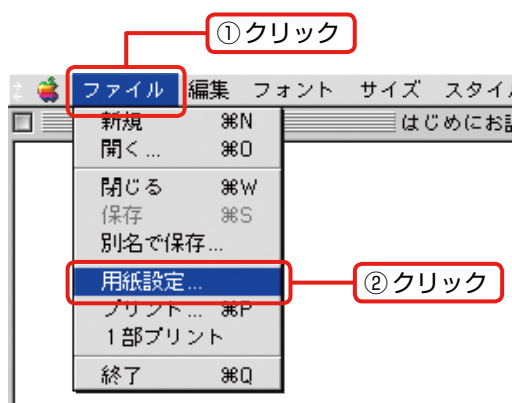 ①クリック
ファイル 編集 フォント サイズ スタイ
はじめにお
新規 ⌘N
開く... ⌘O
閉じる ⌘W
保存 ⌘S
別名で保存...
用紙設定...
②クリック
プリント... ⌘P
1部プリント
終了 ⌘Q